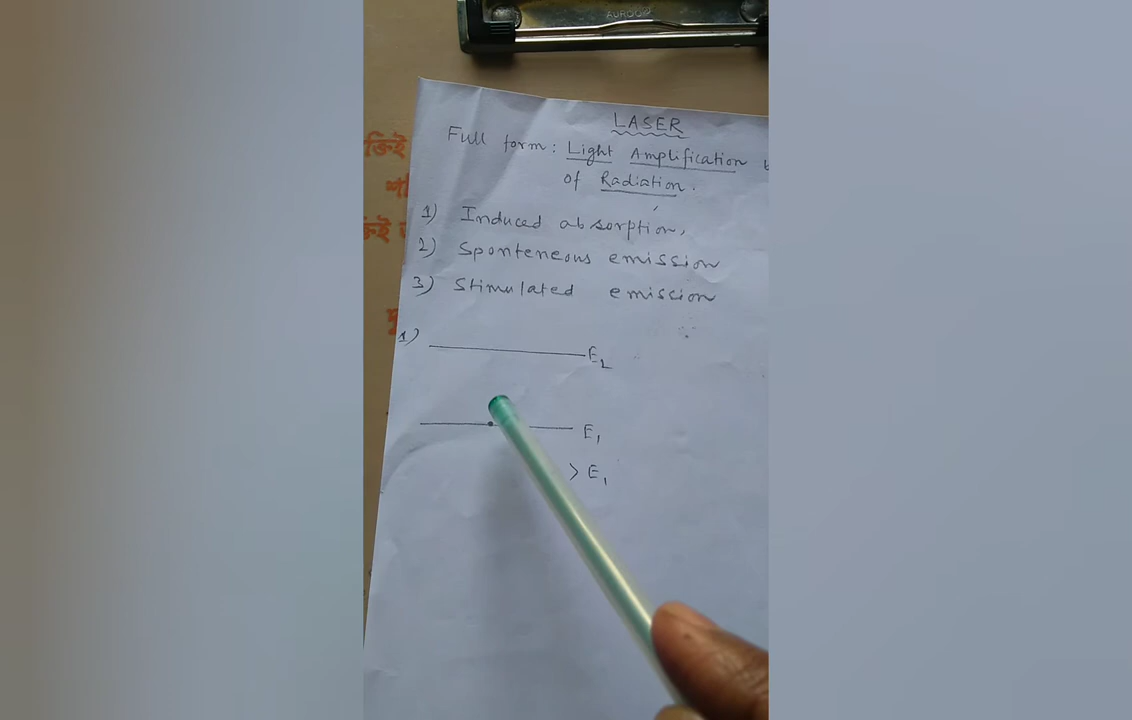 AUROCO
LASER
Full form: Light Amplification
of Radiation.
1) Induced absorption,
2) Sponteneous emission
3) Stimulated emission
1)
E2
E1
> E1
ক্তিই